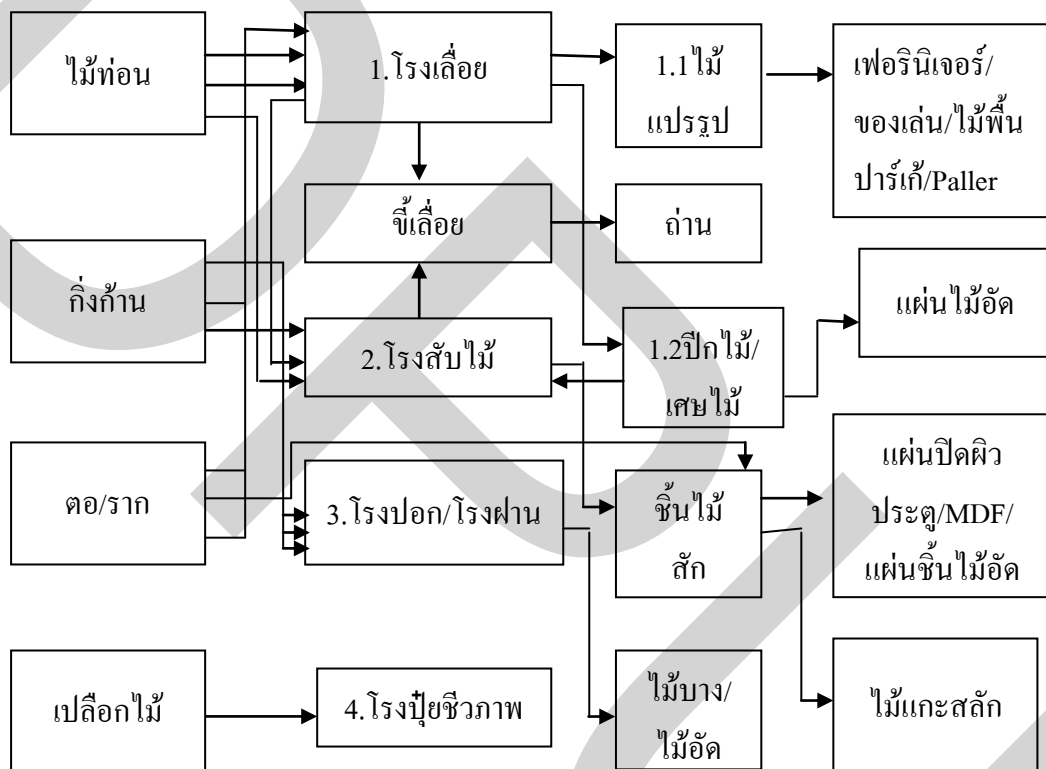 ไม้ท่อน
1.โรงเลื่อย
1.1ไม้
แปรรูป
เฟอรินิเจอร์/
ของเล่น/ไม้พื้น
ปาร์เก้/Paller
ขี้เลื่อย
ถ่าน
กิ่งก้าน
2.โรงสับไม้
1.2ปีกไม้/
เศษไม้
แผ่นไม้อัด
ตอ/ราก
3.โรงปอก/โรงฝาน
ชิ้นไม้
สัก
แผ่นปิดผิว
ประตู/MDF/
แผ่นชิ้นไม้อัด
เปลือกไม้
4.โรงปุ๋ยชีวภาพ
ไม้บาง/
ไม้อัด
ไม้แกะสลัก